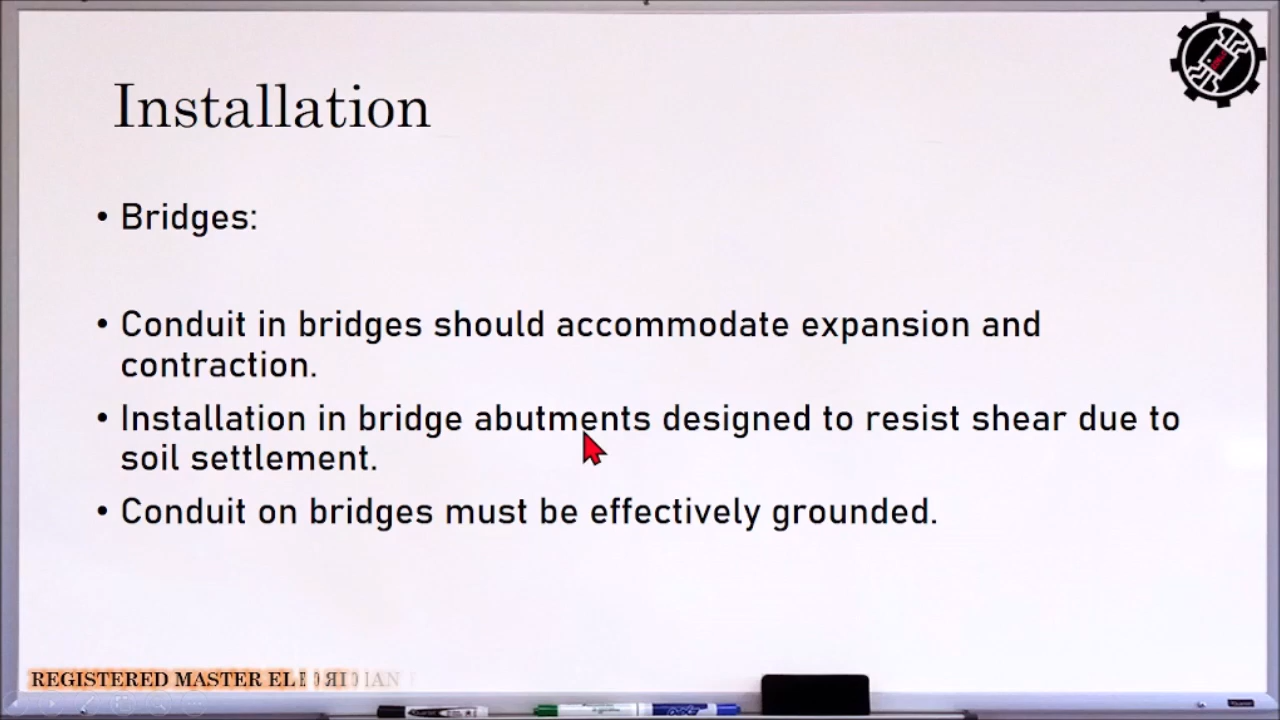 Installation
• Bridges:
• Conduit in bridges should accommodate expansion and
contraction.
• Installation in bridge abutments designed to resist shear due to
soil settlement.
• Conduit on bridges must be effectively grounded.
REGISTERED MASTER